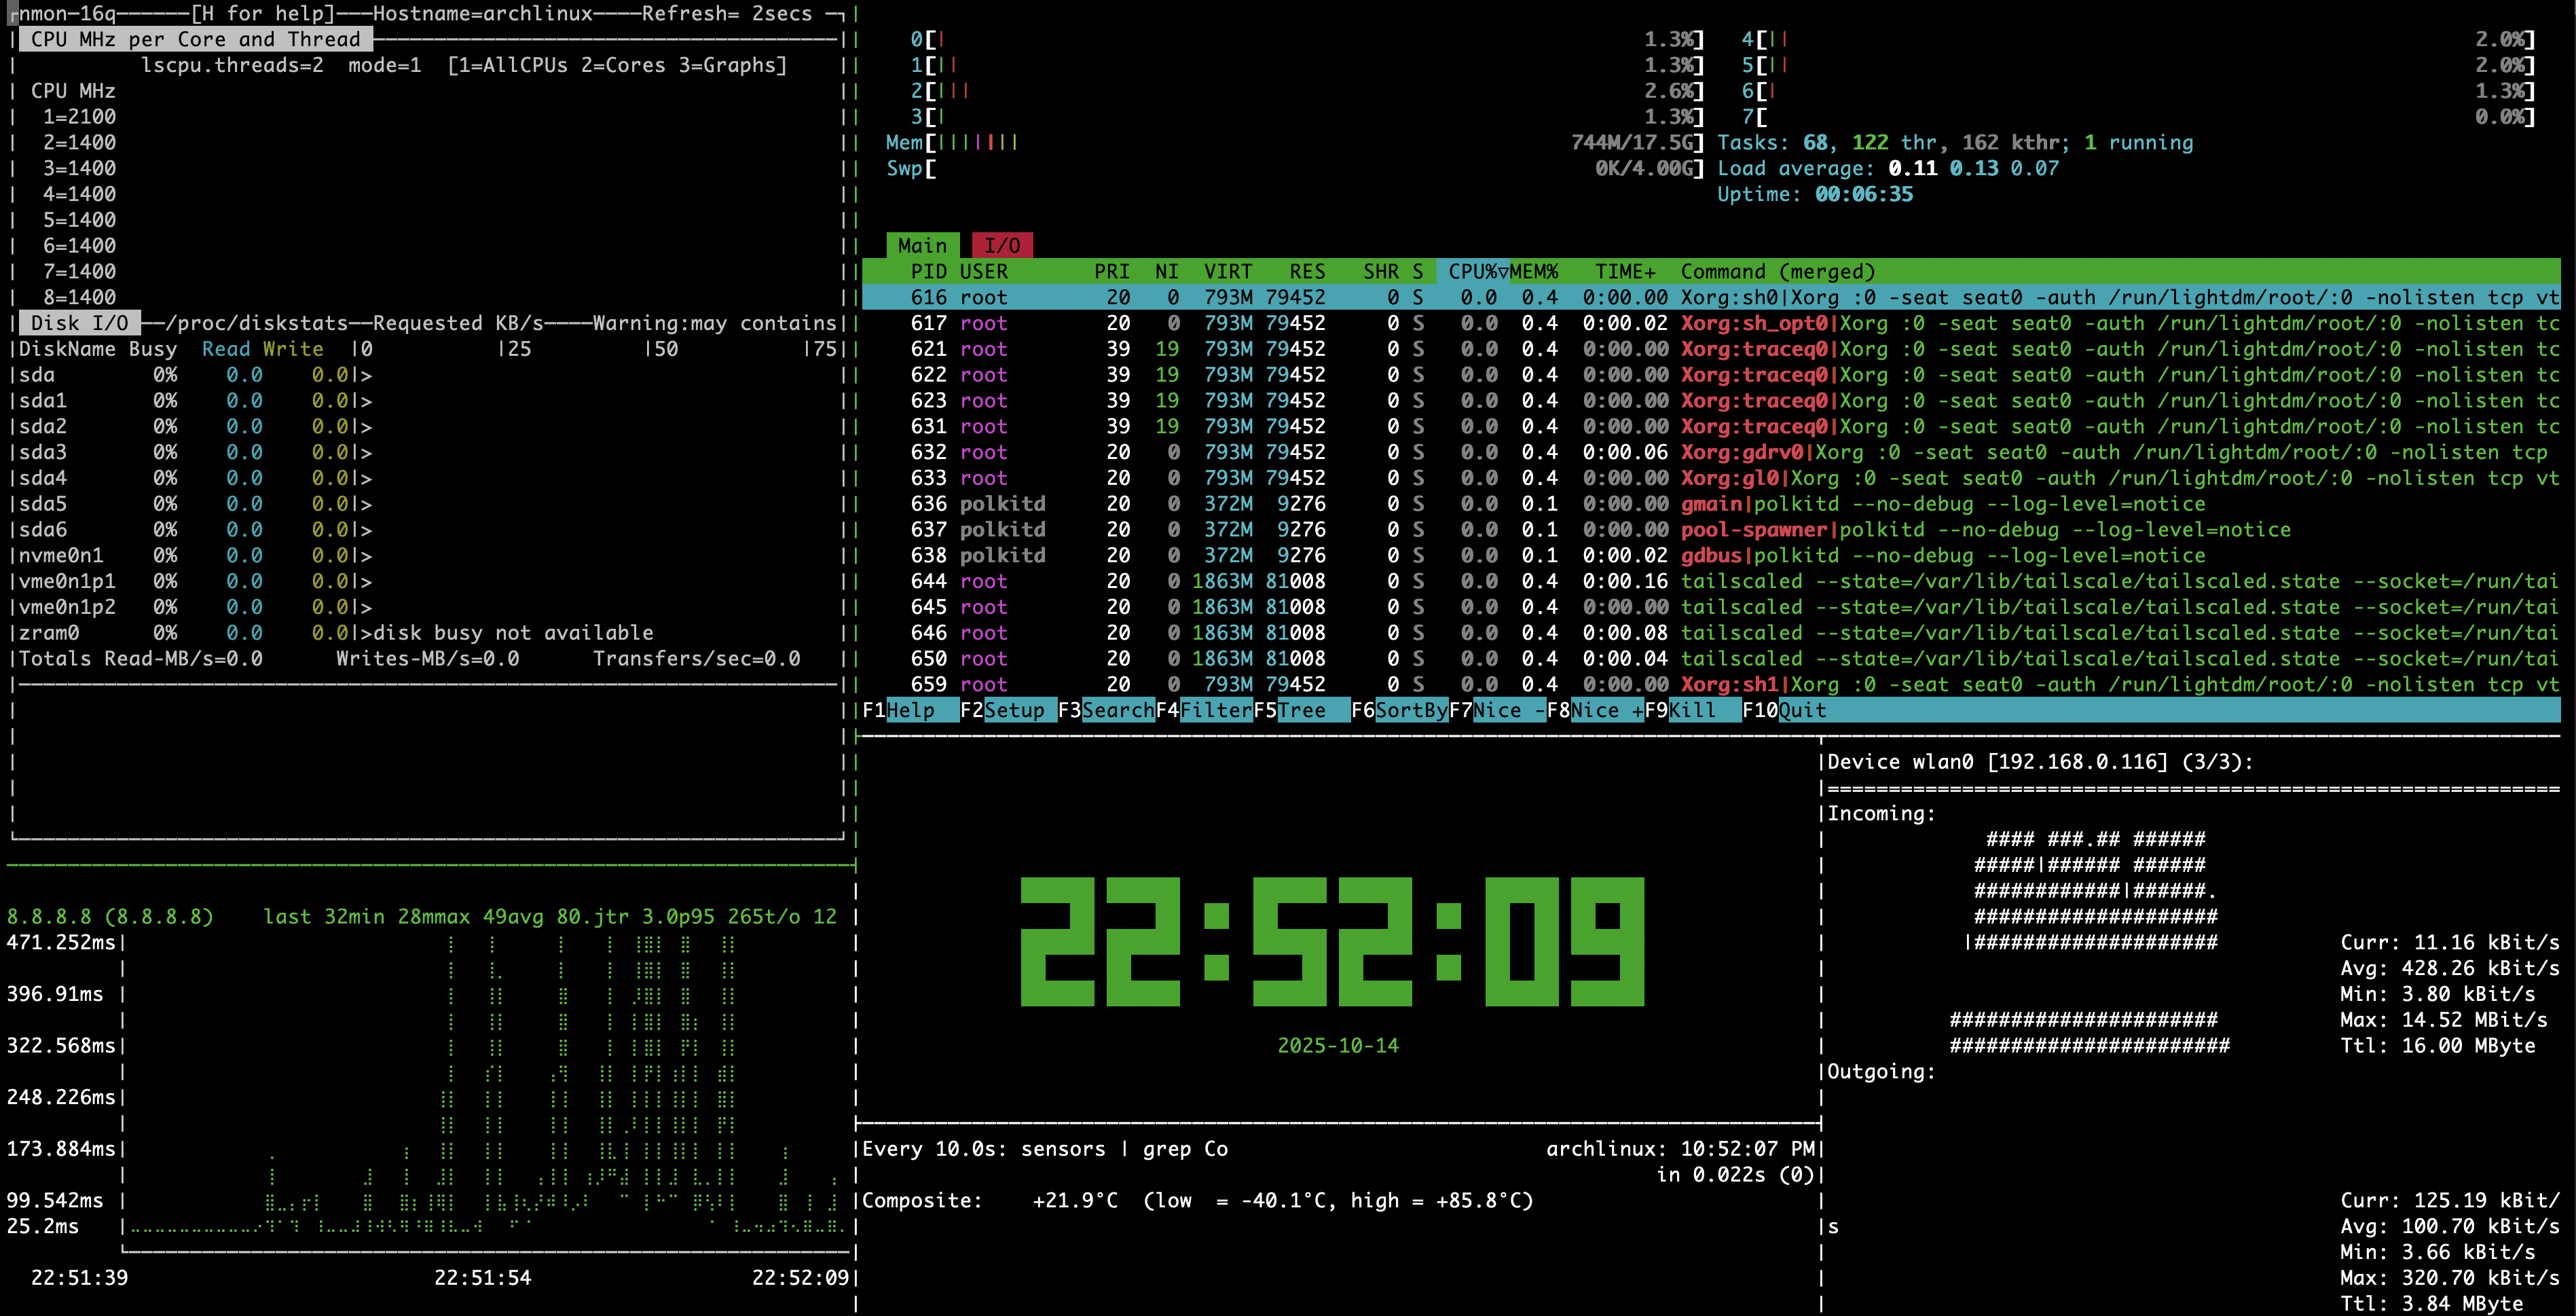 nmon─16q──────[H for help]───Hostname=archlinux────Refresh= 2secs
CPU MHz per Core and Thread
lscpu.threads=2  mode=1  [1=AllCPUs 2=Cores 3=Graphs]
CPU MHz
1=2100
2=1400
3=1400
4=1400
5=1400
6=1400
7=1400
8=1400
Disk I/O ──/proc/diskstats──Requested KB/s────Warning:may contains
DiskName Busy  Read Write  |0          |25         |50         |75
sda        0%    0.0    0.0|>
sda1       0%    0.0    0.0|>
sda2       0%    0.0    0.0|>
sda3       0%    0.0    0.0|>
sda4       0%    0.0    0.0|>
sda5       0%    0.0    0.0|>
sda6       0%    0.0    0.0|>
nvme0n1    0%    0.0    0.0|>
vme0n1p1   0%    0.0    0.0|>
vme0n1p2   0%    0.0    0.0|>
zram0      0%    0.0    0.0|>disk busy not available
Totals Read-MB/s=0.0      Writes-MB/s=0.0      Transfers/sec=0.0
0[| 1.3%]
1[|| 1.3%]
2[||| 2.6%]
3[| 1.3%]
Mem[||||||| 744M/17.5G]
Swp[ 0K/4.00G]
4[|| 2.0%]
5[|| 2.0%]
6[| 1.3%]
7[ 0.0%]
Tasks: 68, 122 thr, 162 kthr; 1 running
Load average: 0.11 0.13 0.07
Uptime: 00:06:35
Main I/O
PID USER PRI NI VIRT RES SHR S CPU%▽MEM% TIME+ Command (merged)
616 root 20 0 793M 79452 0 S 0.0 0.4 0:00.00 Xorg:sh0|Xorg :0 -seat seat0 -auth /run/lightdm/root/:0 -nolisten tcp vt
617 root 20 0 793M 79452 0 S 0.0 0.4 0:00.02 Xorg:sh_opt0|Xorg :0 -seat seat0 -auth /run/lightdm/root/:0 -nolisten tc
621 root 39 19 793M 79452 0 S 0.0 0.4 0:00.00 Xorg:traceq0|Xorg :0 -seat seat0 -auth /run/lightdm/root/:0 -nolisten tc
622 root 39 19 793M 79452 0 S 0.0 0.4 0:00.00 Xorg:traceq0|Xorg :0 -seat seat0 -auth /run/lightdm/root/:0 -nolisten tc
623 root 39 19 793M 79452 0 S 0.0 0.4 0:00.00 Xorg:traceq0|Xorg :0 -seat seat0 -auth /run/lightdm/root/:0 -nolisten tc
631 root 39 19 793M 79452 0 S 0.0 0.4 0:00.00 Xorg:traceq0|Xorg :0 -seat seat0 -auth /run/lightdm/root/:0 -nolisten tc
632 root 20 0 793M 79452 0 S 0.0 0.4 0:00.06 Xorg:gdrv0|Xorg :0 -seat seat0 -auth /run/lightdm/root/:0 -nolisten tcp
633 root 20 0 793M 79452 0 S 0.0 0.4 0:00.00 Xorg:gl0|Xorg :0 -seat seat0 -auth /run/lightdm/root/:0 -nolisten tcp vt
636 polkitd 20 0 372M 9276 0 S 0.0 0.1 0:00.00 gmain|polkitd --no-debug --log-level=notice
637 polkitd 20 0 372M 9276 0 S 0.0 0.1 0:00.00 pool-spawner|polkitd --no-debug --log-level=notice
638 polkitd 20 0 372M 9276 0 S 0.0 0.1 0:00.02 gdbus|polkitd --no-debug --log-level=notice
644 root 20 0 1863M 81008 0 S 0.0 0.4 0:00.16 tailscaled --state=/var/lib/tailscale/tailscaled.state --socket=/run/tai
645 root 20 0 1863M 81008 0 S 0.0 0.4 0:00.00 tailscaled --state=/var/lib/tailscale/tailscaled.state --socket=/run/tai
646 root 20 0 1863M 81008 0 S 0.0 0.4 0:00.08 tailscaled --state=/var/lib/tailscale/tailscaled.state --socket=/run/tai
650 root 20 0 1863M 81008 0 S 0.0 0.4 0:00.04 tailscaled --state=/var/lib/tailscale/tailscaled.state --socket=/run/tai
659 root 20 0 793M 79452 0 S 0.0 0.4 0:00.00 Xorg:sh1|Xorg :0 -seat seat0 -auth /run/lightdm/root/:0 -nolisten tcp vt
F1Help F2Setup F3SearchF4FilterF5Tree F6SortByF7Nice -F8Nice +F9Kill F10Quit
8.8.8.8 (8.8.8.8)    last 32min 28mmax 49avg 80.jtr 3.0p95 265t/o 12
471.252ms
396.91ms
322.568ms
248.226ms
173.884ms
99.542ms
25.2ms
22:51:39 22:51:54 22:52:09
22:52:09
2025-10-14
Every 10.0s: sensors | grep Co archlinux: 10:52:07 PM
in 0.022s (0)
Composite:    +21.9°C  (low  = -40.1°C, high = +85.8°C)
Device wlan0 [192.168.0.116] (3/3):
Incoming:
Curr: 11.16 kBit/s
Avg: 428.26 kBit/s
Min: 3.80 kBit/s
Max: 14.52 MBit/s
Ttl: 16.00 MByte
Outgoing:
Curr: 125.19 kBit/
s
Avg: 100.70 kBit/s
Min: 3.66 kBit/s
Max: 320.70 kBit/s
Ttl: 3.84 MByte